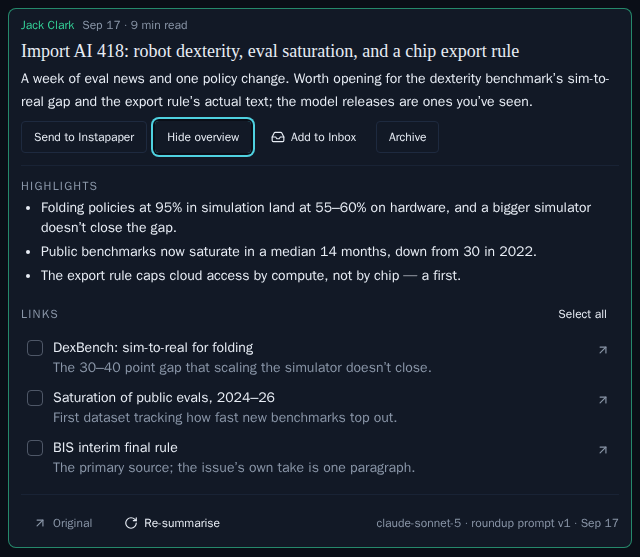 Jack Clark Sep 17 · 9 min read
Import AI 418: robot dexterity, eval saturation, and a chip export rule
A week of eval news and one policy change. Worth opening for the dexterity benchmark’s sim-to-
real gap and the export rule’s actual text; the model releases are ones you’ve seen.
Send to Instapaper Hide overview Add to Inbox Archive
HIGHLIGHTS
• Folding policies at 95% in simulation land at 55–60% on hardware, and a bigger simulator
doesn’t close the gap.
• Public benchmarks now saturate in a median 14 months, down from 30 in 2022.
• The export rule caps cloud access by compute, not by chip — a first.
LINKS Select all
DexBench: sim-to-real for folding
The 30–40 point gap that scaling the simulator doesn’t close.
Saturation of public evals, 2024–26
First dataset tracking how fast new benchmarks top out.
BIS interim final rule
The primary source; the issue’s own take is one paragraph.
Original Re-summarise claude-sonnet-5 · roundup prompt v1 · Sep 17